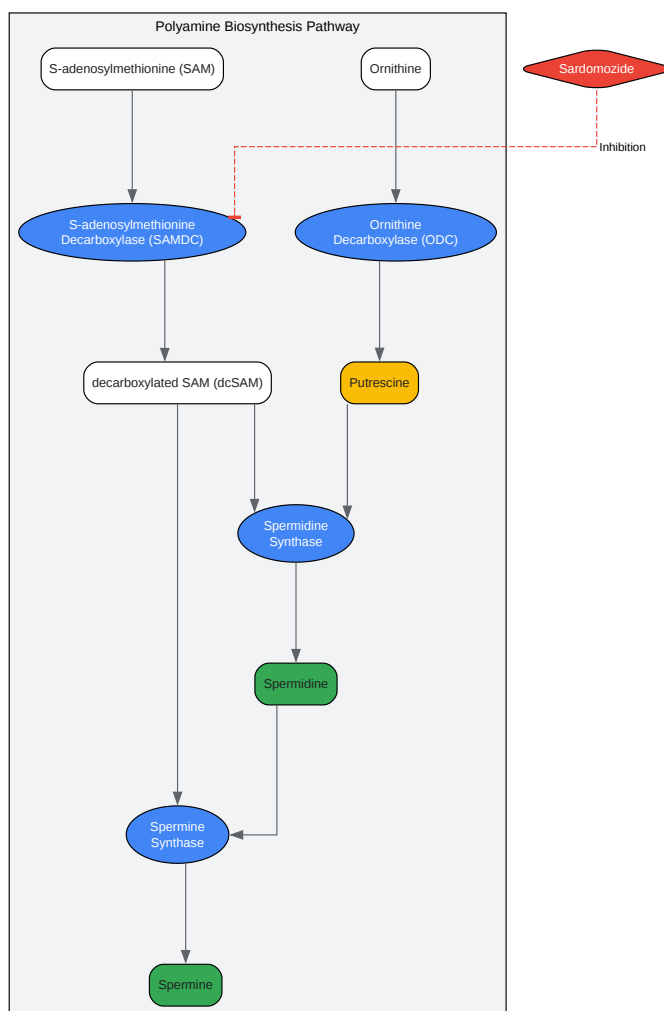 Polyamine Biosynthesis Pathway
S-adenosylmethionine (SAM)
Ornithine
Sardomozide
Inhibition
S-adenosylmethionine
Decarboxylase (SAMDC)
Ornithine
Decarboxylase (ODC)
decarboxylated SAM (dcSAM)
Putrescine
Spermidine
Synthase
Spermidine
Spermine
Synthase
Spermine